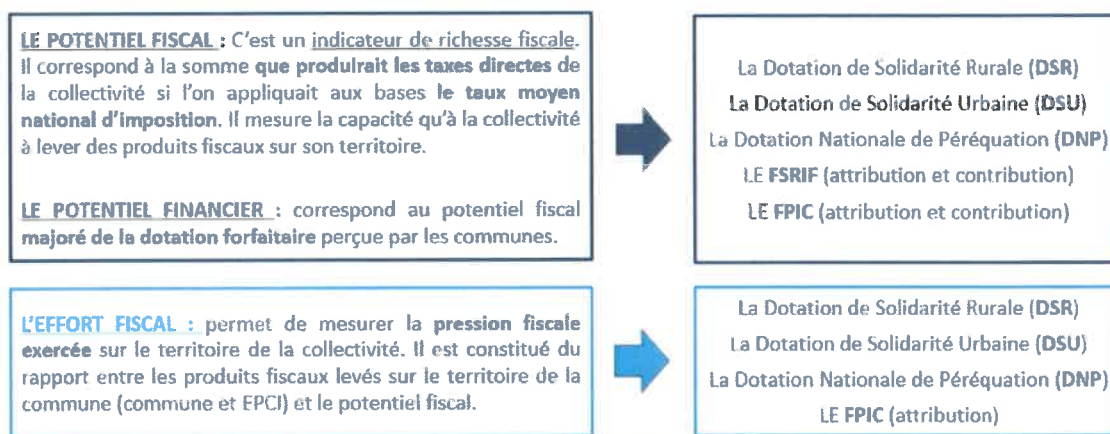 LE POTENTIEL FISCAL : C'est un indicateur de richesse fiscale.
Il correspond à la somme que produirait les taxes directes de
la collectivité si l'on appliquait aux bases le taux moyen
national d'imposition. Il mesure la capacité qu'à la collectivité
à lever des produits fiscaux sur son territoire.
LE POTENTIEL FINANCIER : correspond au potentiel fiscal
majoré de la dotation forfaitaire perçue par les communes.
La Dotation de Solidarité Rurale (DSR)
La Dotation de Solidarité Urbaine (DSU)
La Dotation Nationale de Péréquation (DNP)
LE FSRIF (attribution et contribution)
LE FPIC (attribution et contribution)
L'EFFORT FISCAL : permet de mesurer la pression fiscale
exercée sur le territoire de la collectivité. Il est constitué du
rapport entre les produits fiscaux levés sur le territoire de la
commune (commune et EPCI) et le potentiel fiscal.
La Dotation de Solidarité Rurale (DSR)
La Dotation de Solidarité Urbaine (DSU)
La Dotation Nationale de Péréquation (DNP)
LE FPIC (attribution)